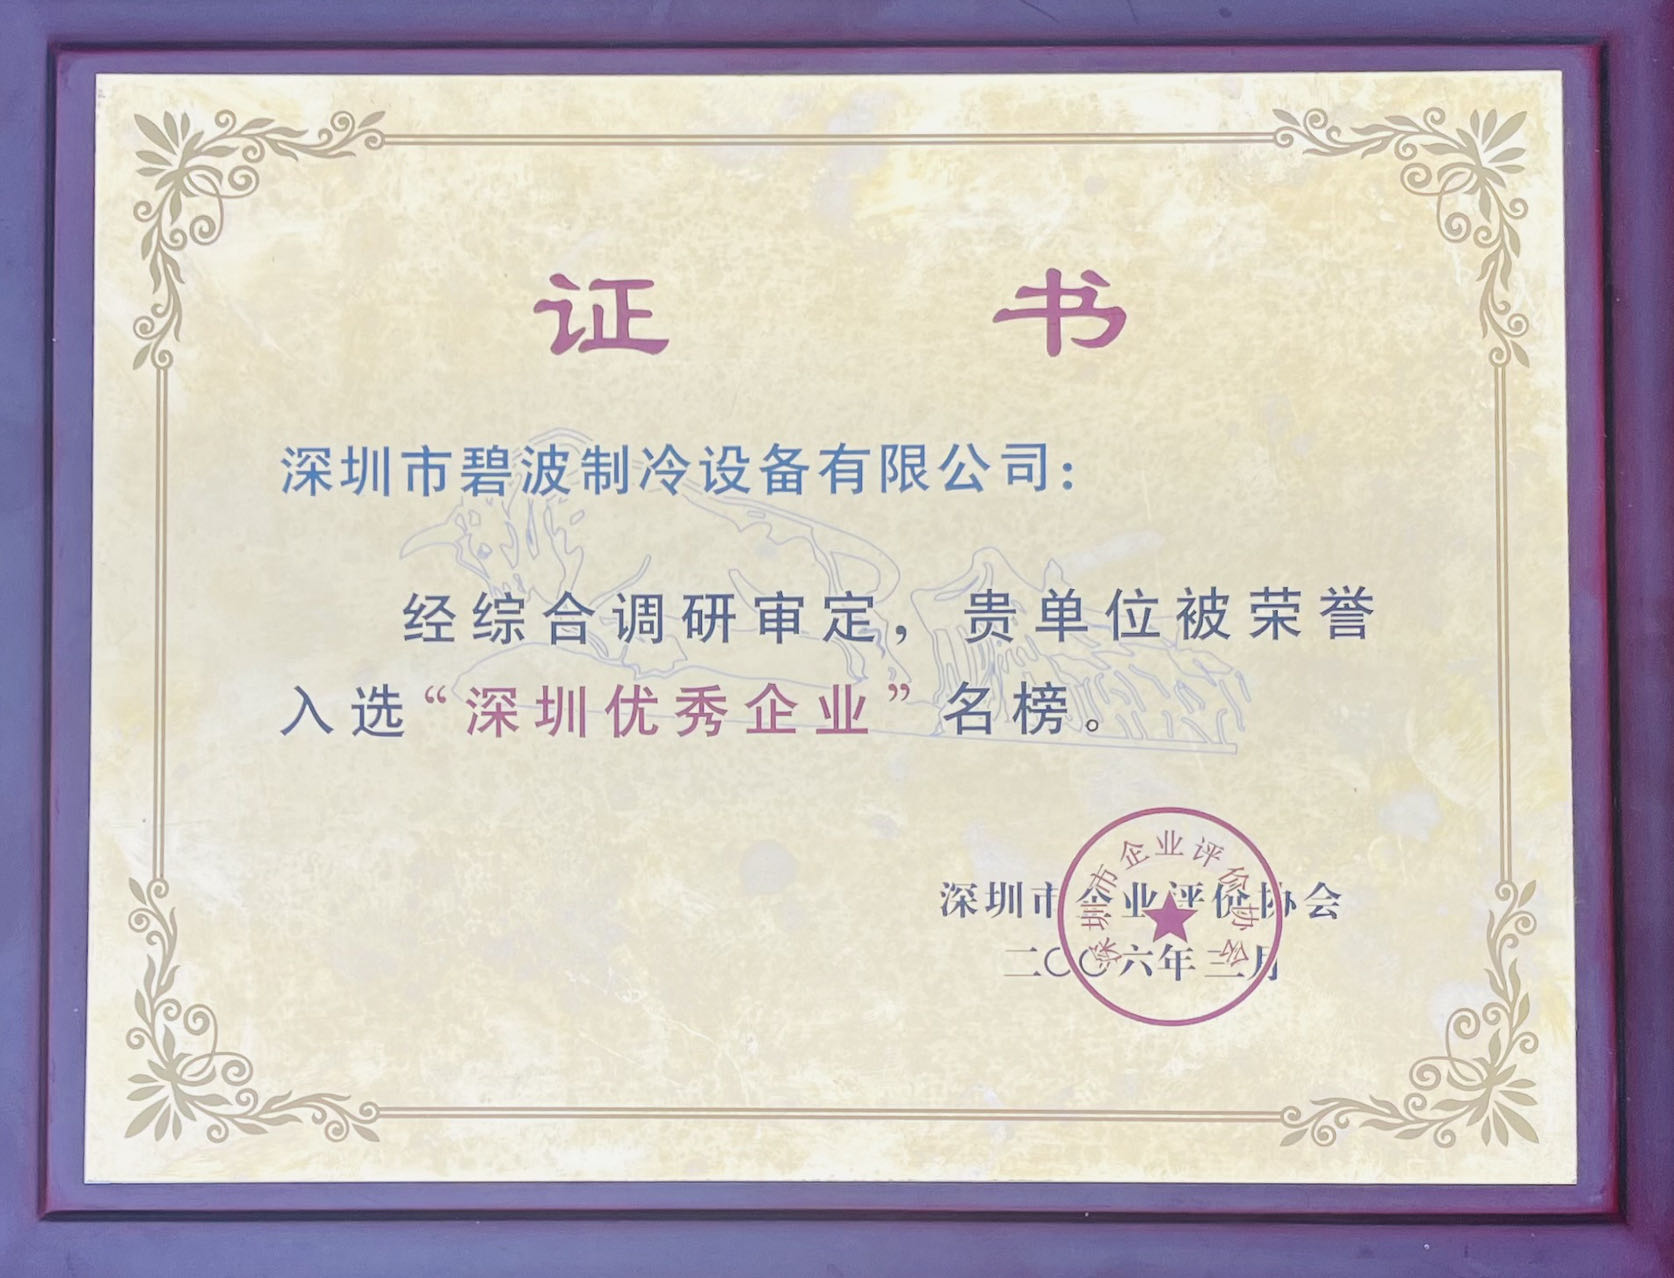 证 书
深圳市碧波制冷设备有限公司：
经综合调研审定，贵单位被荣誉
入选“深圳优秀企业”名榜。
深圳市企业评价协会
二〇〇六年三月
深圳市企业评价协会